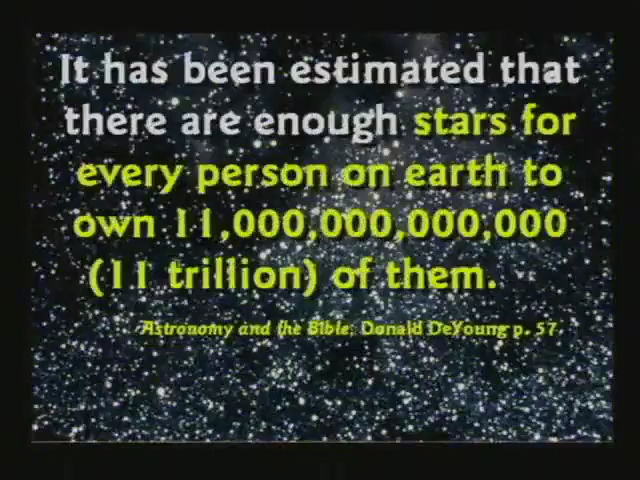 It has been estimated that
there are enough stars for
every person on earth to
own 11,000,000,000,000
(11 trillion) of them.
Astronomy and the Bible, Donald DeYoung p. 57